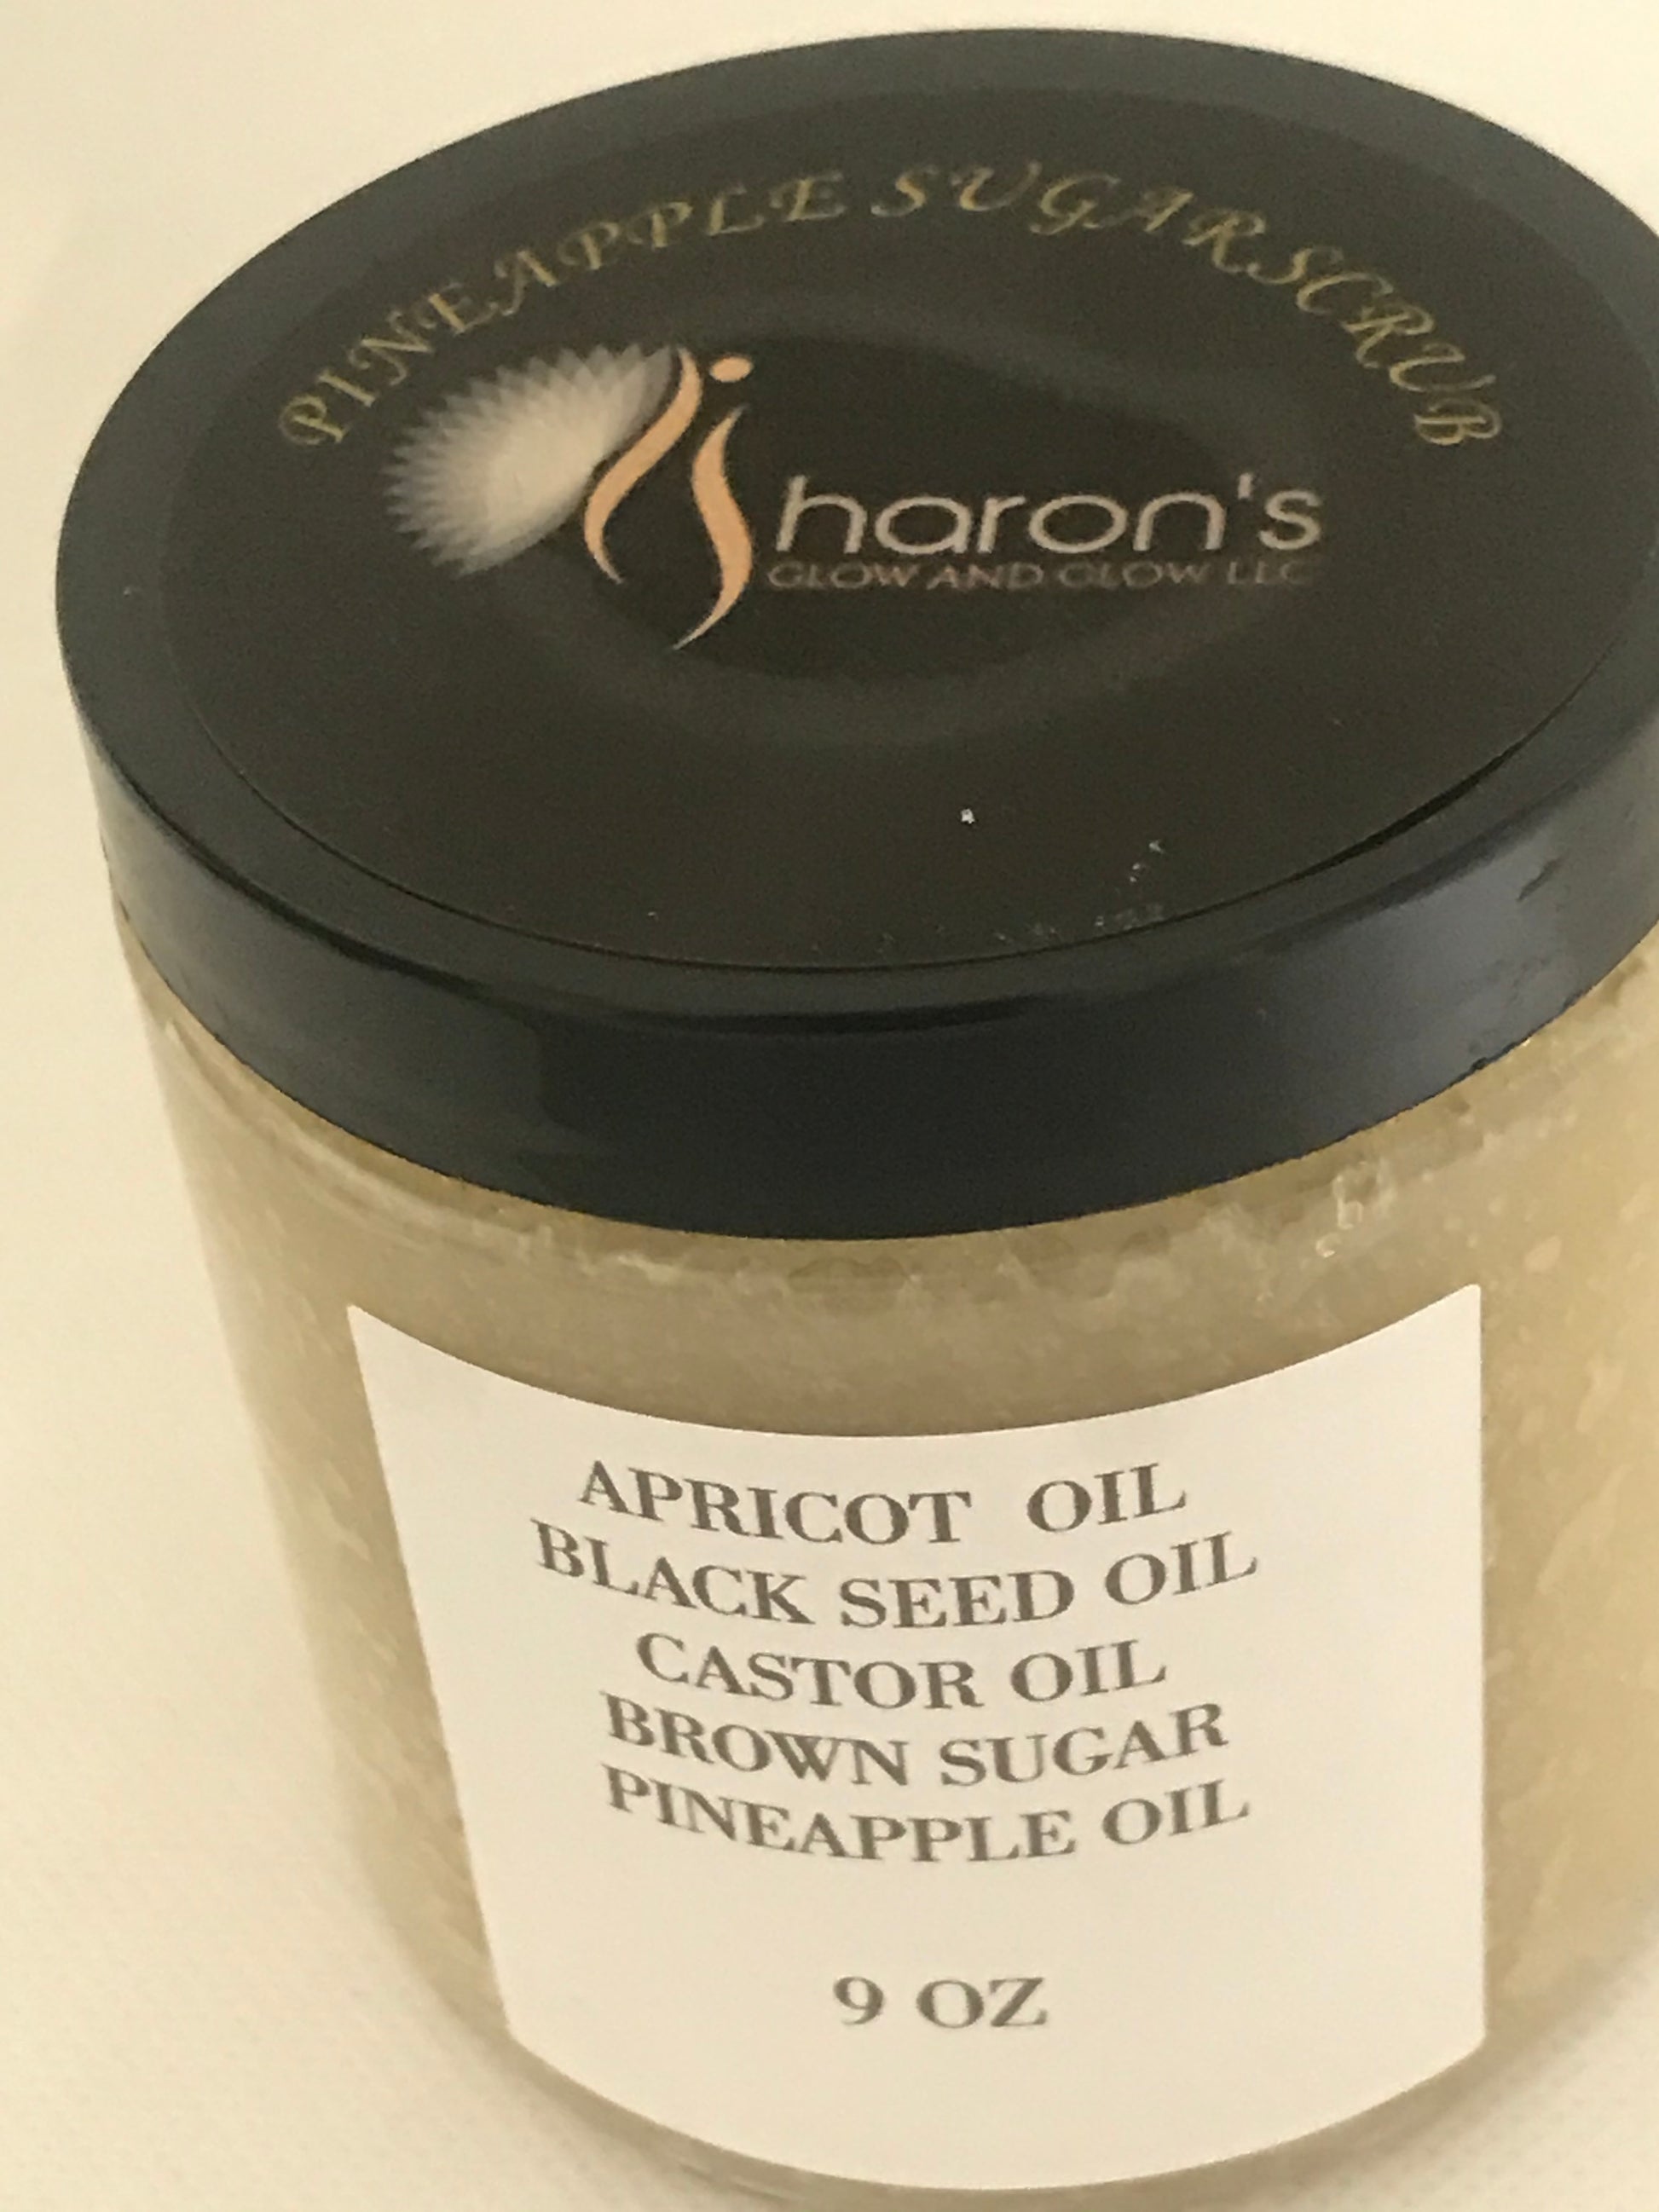 PINEAPPLE SUGAR SCRUB
Sharon's
GLOW AND GLOW LLC
APRICOT OIL
BLACK SEED OIL
CASTOR OIL
BROWN SUGAR
PINEAPPLE OIL
9 OZ